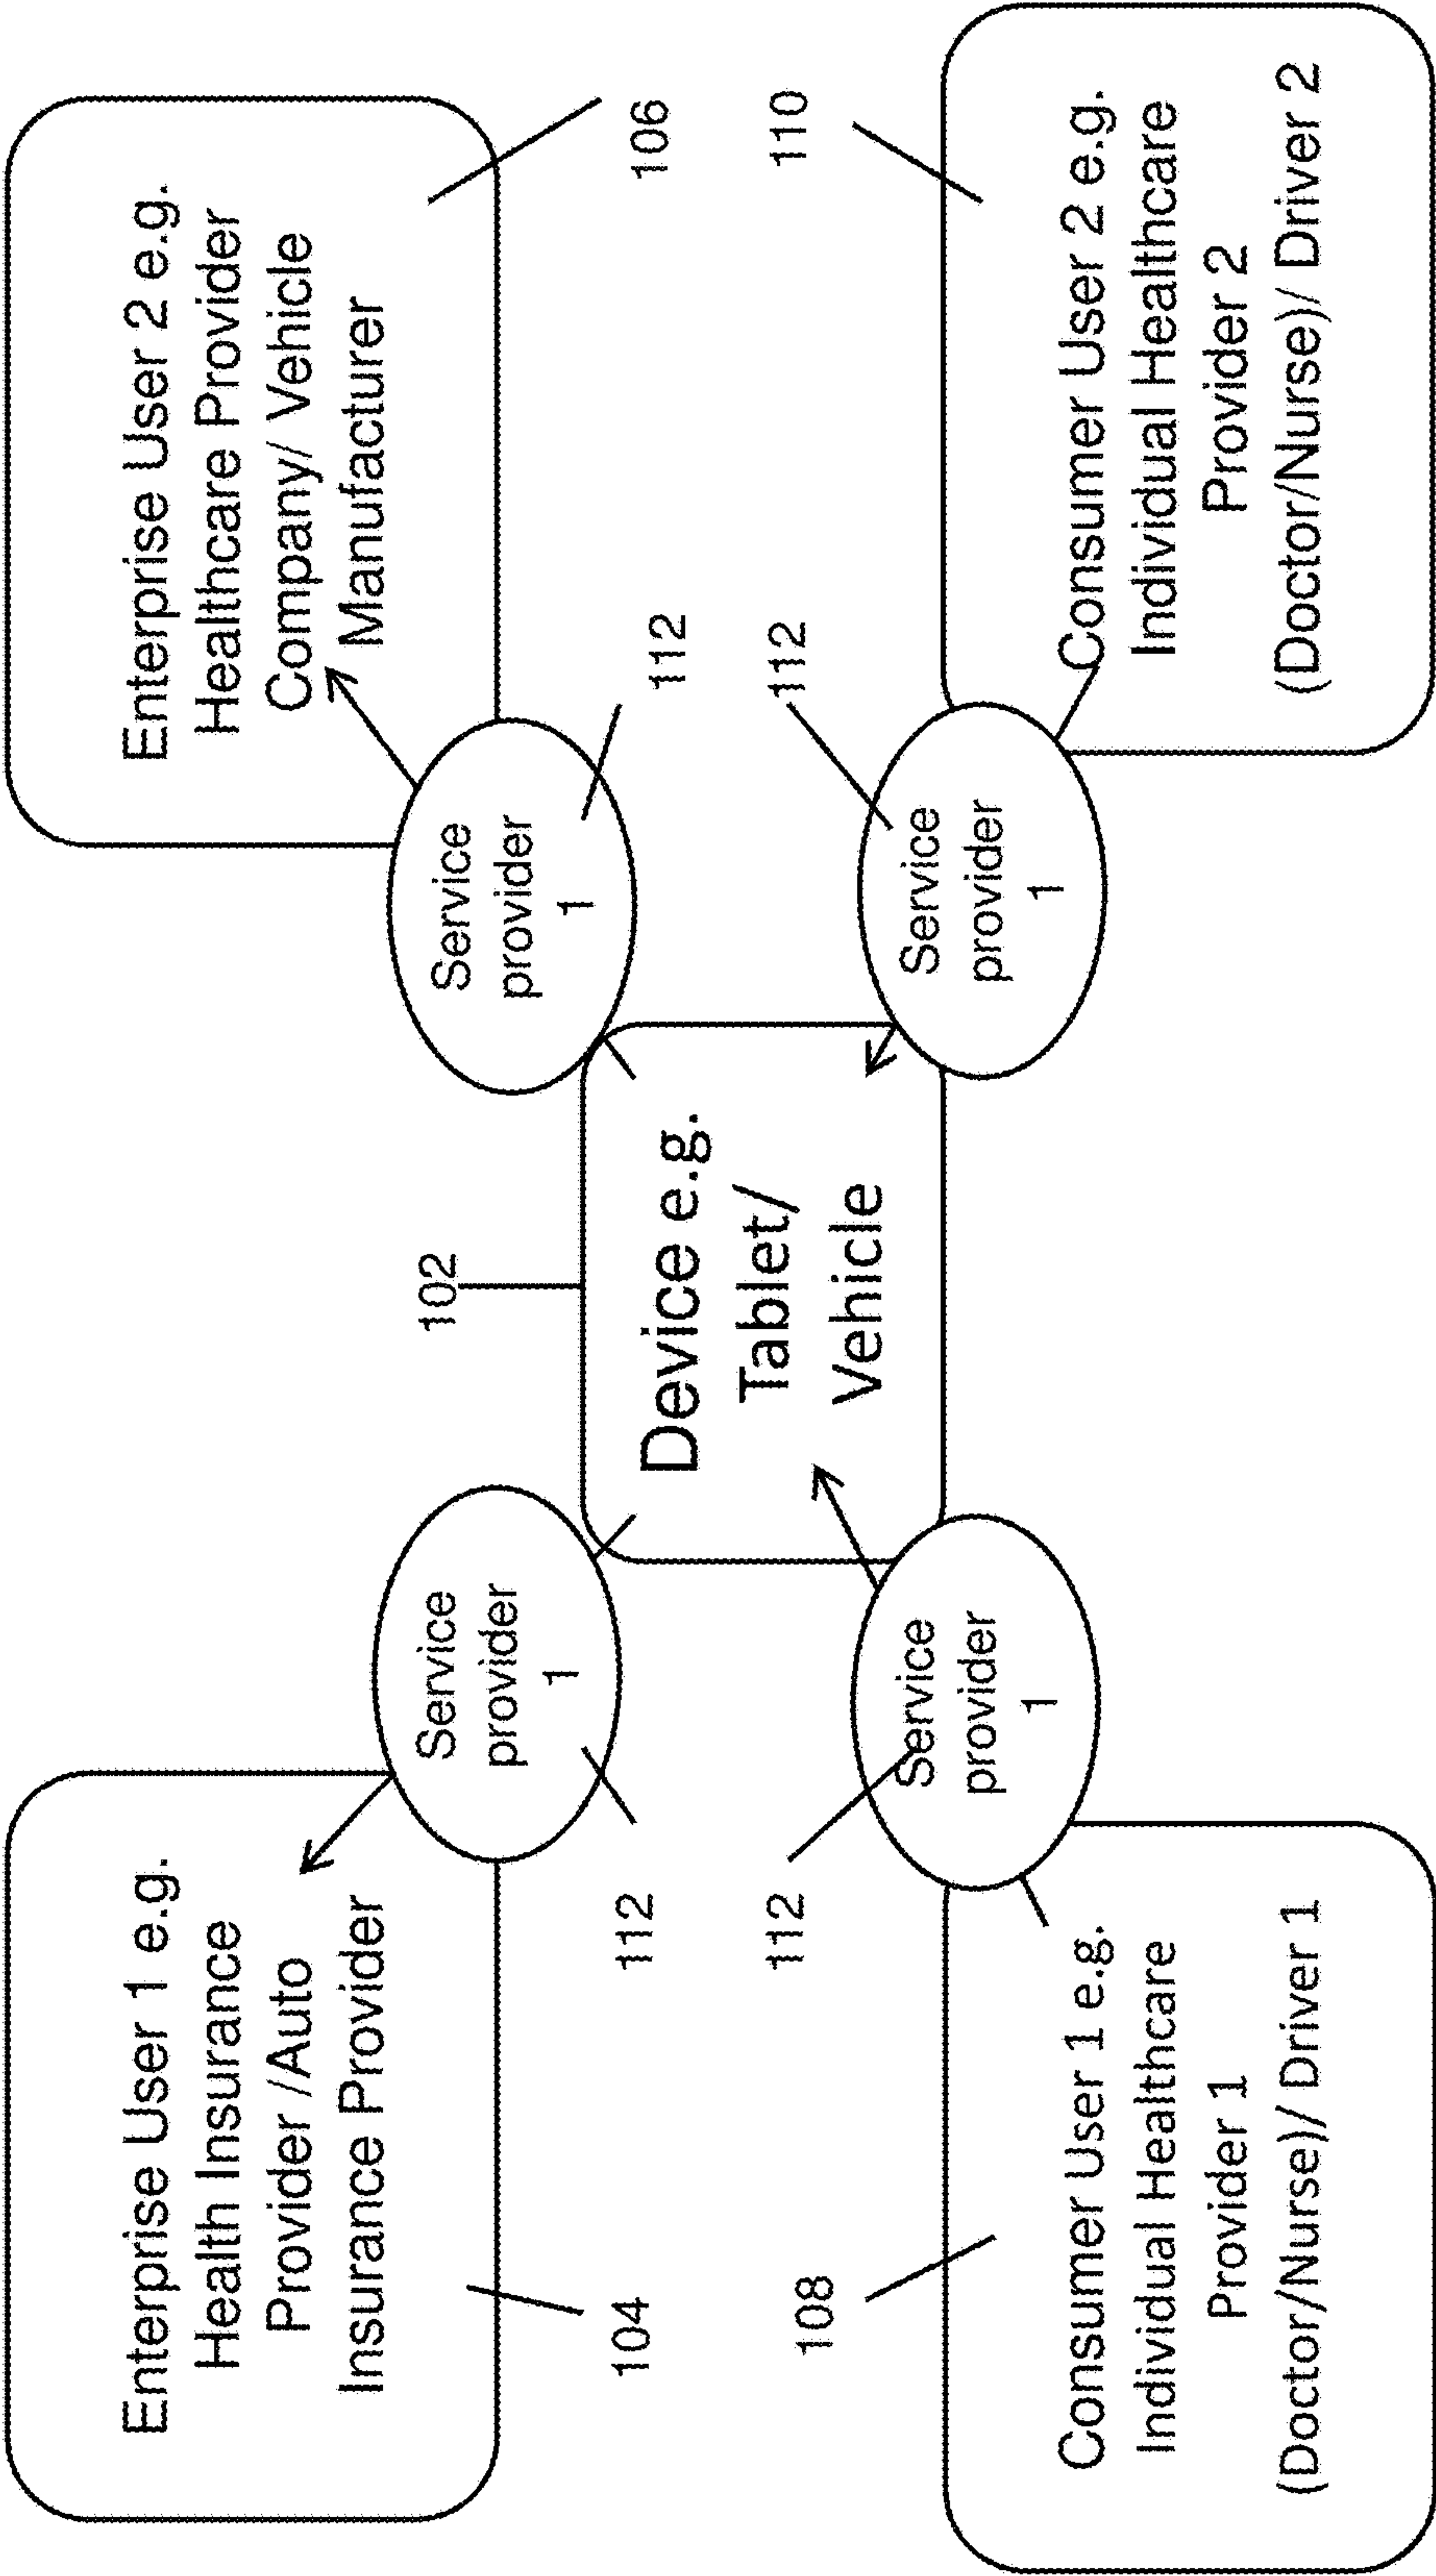 Enterprise User 1 e.g.
Health Insurance
Provider /Auto
Insurance Provider
104
Enterprise User 2 e.g.
Healthcare Provider
Company/ Vehicle
Manufacturer
106
Service
provider
1
112
Service
provider
1
112
102
Device e.g.
Tablet/
Vehicle
112
Service
provider
1
112
Service
provider
1
108
Consumer User 1 e.g.
Individual Healthcare
Provider 1
(Doctor/Nurse)/ Driver 1
110
Consumer User 2 e.g.
Individual Healthcare
Provider 2
(Doctor/Nurse)/ Driver 2